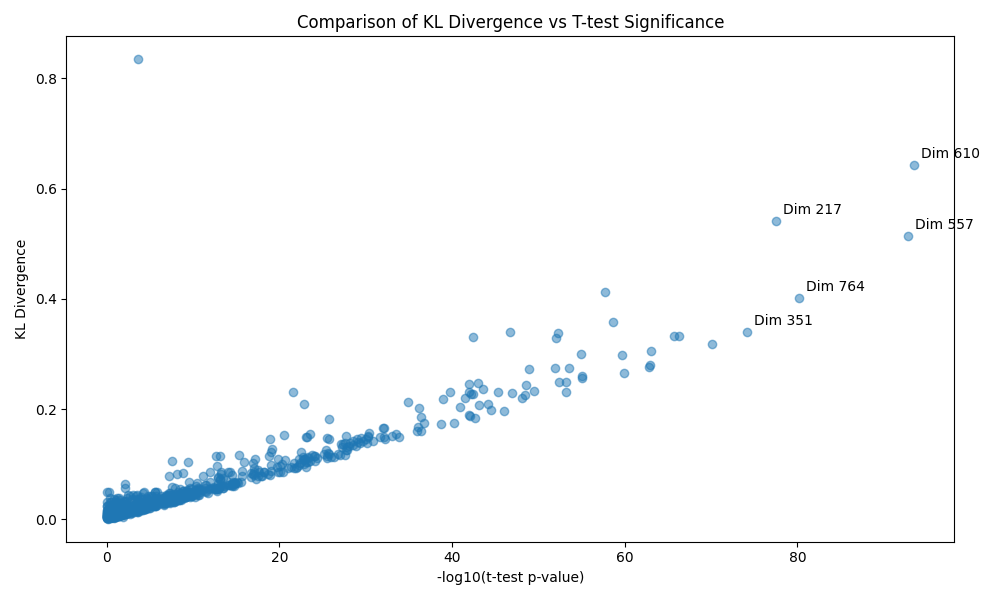 Comparison of KL Divergence vs T-test Significance
KL Divergence
0.8
0.6
0.4
0.2
0.0
Dim 610
Dim 217
Dim 557
Dim 764
Dim 351
0 20 40 60 80
-log10(t-test p-value)